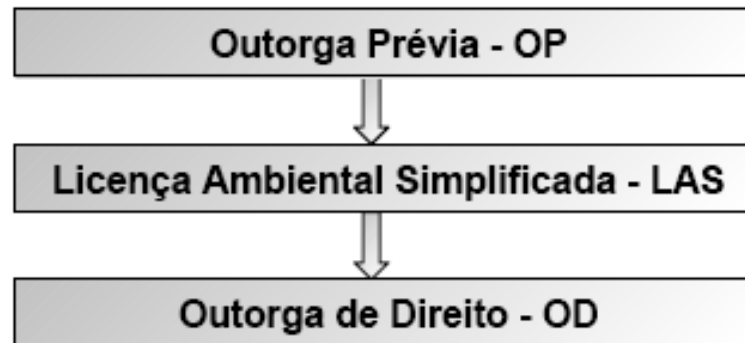 Outorga Prévia - OP
Licença Ambiental Simplificada - LAS
Outorga de Direito - OD